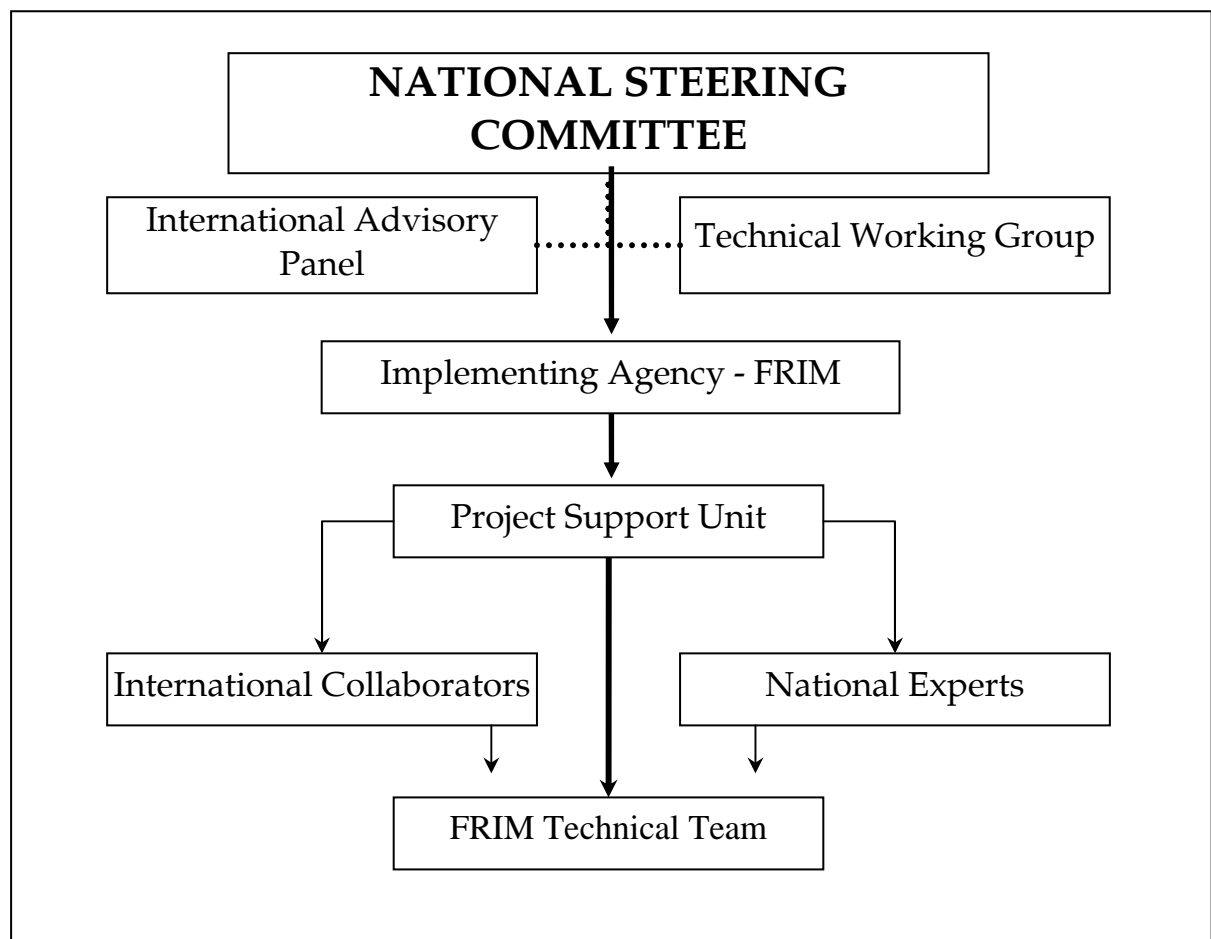 NATIONAL STEERING
COMMITTEE
International Advisory
Panel
Technical Working Group
Implementing Agency - FRIM
Project Support Unit
International Collaborators
National Experts
FRIM Technical Team